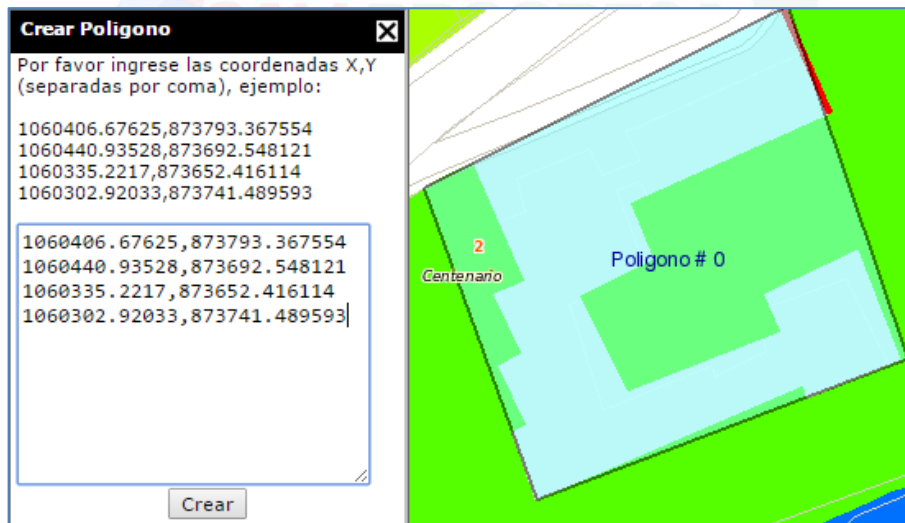 Crear Poligono
Por favor ingrese las coordenadas X,Y
(separadas por coma), ejemplo:
1060406.67625,873793.367554
1060440.93528,873692.548121
1060335.2217,873652.416114
1060302.92033,873741.489593
1060406.67625,873793.367554
1060440.93528,873692.548121
1060335.2217,873652.416114
1060302.92033,873741.489593
Crear
2
Centenario
Poligono # 0